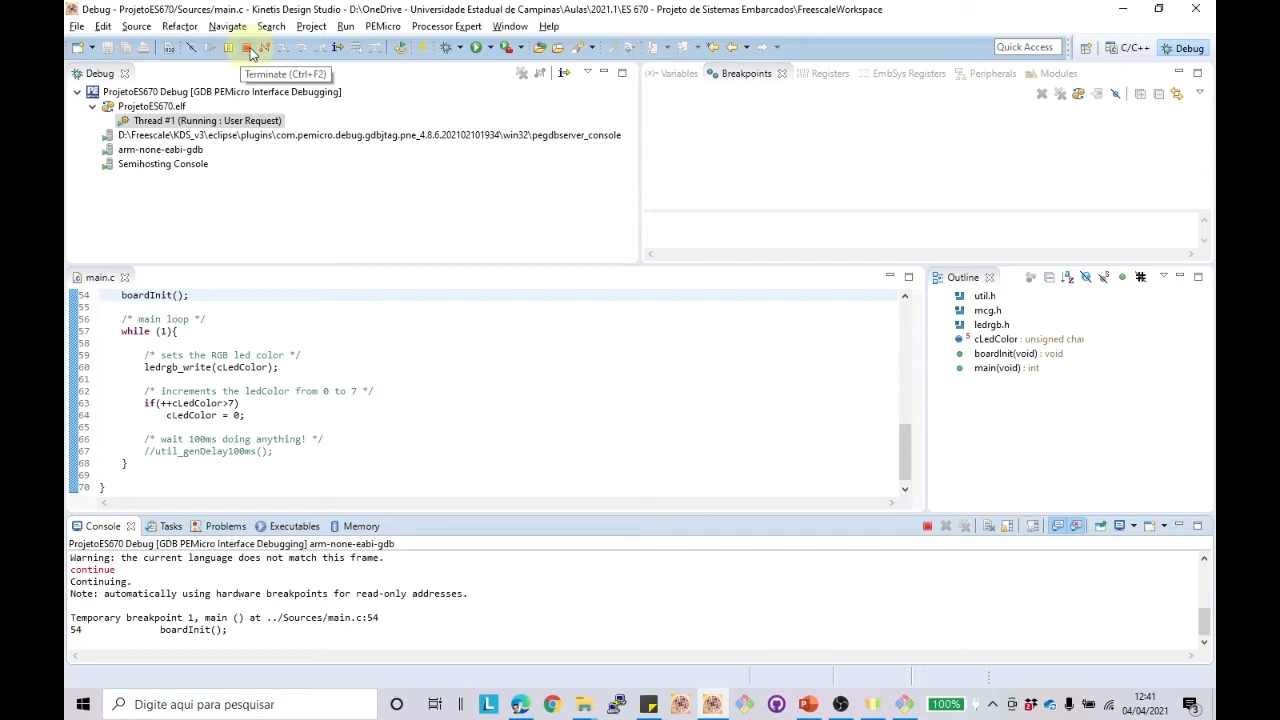 Debug - ProjetoES670/Sources/main.c - Kinetis Design Studio - D:\OneDrive - Universidade Estadual de Campinas\Aulas\2021.1\ES 670 - Projeto de Sistemas Embarcados\FreescaleWorkspace
File Edit Source Refactor Navigate Search Project Run PEMicro Processor Expert Window Help
Quick Access C/C++ Debug
Terminate (Ctrl+F2)
Debug
ProjetoES670 Debug [GDB PEMicro Interface Debugging]
ProjetoES670.elf
Thread #1 (Running : User Request)
D:\Freescale\KDS_v3\eclipse\plugins\com.pemicro.debug.gdbjtag.pne_4.8.6.202102101934\win32\pegdbserver_console
arm-none-eabi-gdb
Semihosting Console
Variables Breakpoints Registers EmbSys Registers Peripherals Modules
main.c
54 boardInit();
55
56 /* main loop */
57 while (1){
58
59 /* sets the RGB led color */
60 ledrgb_write(cLedColor);
61
62 /* increments the ledColor from 0 to 7 */
63 if(++cLedColor>7)
64 cLedColor = 0;
65
66 /* wait 100ms doing anything! */
67 //util_genDelay100ms();
68 }
69
70 }
Outline
util.h
mcg.h
ledrgb.h
cLedColor : unsigned char
boardInit(void) : void
main(void) : int
Console Tasks Problems Executables Memory
ProjetoES670 Debug [GDB PEMicro Interface Debugging] arm-none-eabi-gdb
Warning: the current language does not match this frame.
continue
Continuing.
Note: automatically using hardware breakpoints for read-only addresses.
Temporary breakpoint 1, main () at ../Sources/main.c:54
54 boardInit();
Digite aqui para pesquisar
100%
12:41
04/04/2021
3